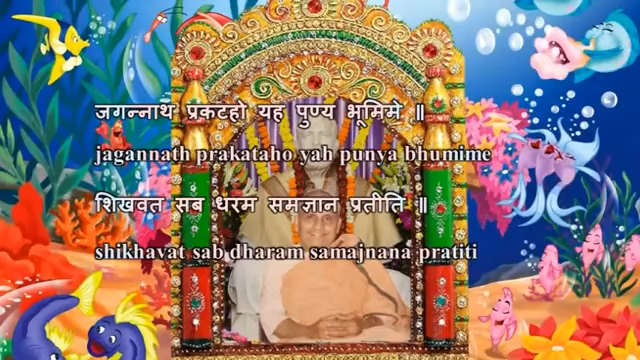 जगन्नाथ प्रकटहो यह पुण्य भूमिमे ॥
jagannath prakataho yah punya bhumime
शिखवत सब धरम समज्ञान प्रतीति ॥
shikhavat sab dharam samajnana pratiti